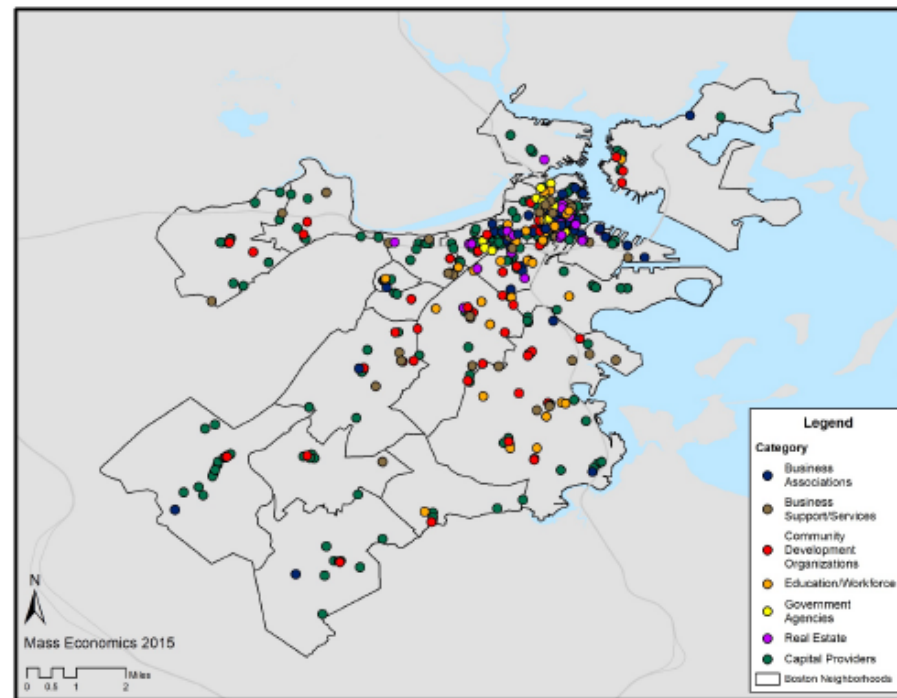 Legend
Category
Business
Associations
Business
Support/Services
Community
Development
Organizations
Education/Workforce
Government
Agencies
Real Estate
Capital Providers
Boston Neighborhoods
N
Mass Economics 2015
0 0.5 1 2
Miles